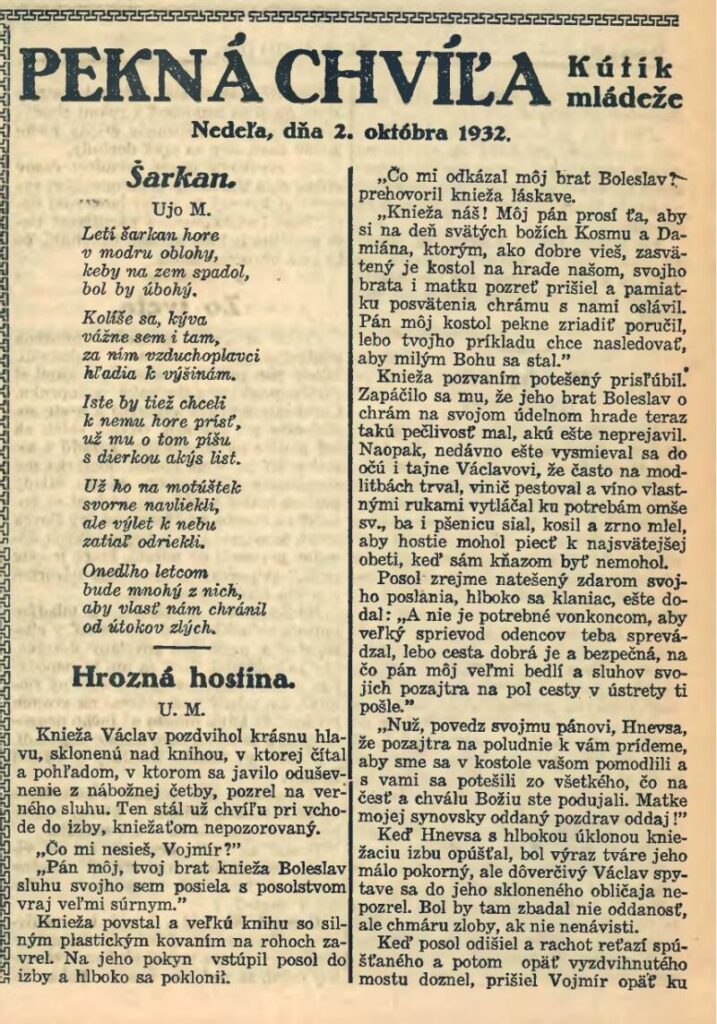 PEKNÁ CHVÍĽA
Kútik
mládeže
Nedeľa, dňa 2. októbra 1932.
Šarkan.
Ujo M.
Letí šarkan hore
v modru oblohy,
keby na zem spadol,
bol by úbohý.
Kolíše sa, kýva
vážne sem i tam,
za ním vzduchoplavci
hľadia k výšinám.
Iste by tiež chceli
k nemu hore prísť,
už mu o tom píšu
s dierkou akýs list.
Už ho na motúštek
svorne navliekli,
ale výlet k nebu
zatiaľ odriekli.
Onedlho letcom
bude mnohý z nich,
aby vlasť nám chránil
od útokov zlých.
Hrozná hostina.
U. M.
Knieža Václav pozdvihol krásnu hla-
vu, sklonenú nad knihou, v ktorej čítal
a pohľadom, v ktorom sa javilo odušev-
nenie z nábožnej četby, pozrel na ver-
ného sluhu. Ten stál už chvíľu pri vcho-
de do izby, kniežaťom nepozorovaný.
„Čo mi nesieš, Vojmír?"
„Pán môj, tvoj brat knieža Boleslav
sluhu svojho sem posiela s posolstvom
vraj veľmi súrnym."
Knieža povstal a veľkú knihu so sil-
ným plastickým kovaním na rohoch za-
vrel. Na jeho pokyn vstúpil posol do
izby a hlboko sa poklonil.
„Čo mi odkázal môj brat Boleslav?
prehovoril knieža láskave.
„Knieža náš! Môj pán prosí ťa, aby
si na deň svätých božích Kosmu a Da-
miána, ktorým, ako dobre vieš, zasvä-
tený je kostol na hrade našom, svojho
brata i matku pozreť prišiel a pamiat-
ku posvätenia chrámu s nami oslávil.
Pán môj kostol pekne zriadiť poručil,
lebo tvojho príkladu chce nasledovať,
aby milým Bohu sa stal."
Knieža pozvaním potešený prisľúbil.
Zapáčilo sa mu, že jeho brat Boleslav o
chrám na svojom údelnom hrade teraz
takú pečlivosť mal, akú ešte neprejavil.
Naopak, nedávno ešte vysmieval sa do
očú i tajne Václavovi, že často na mod-
litbách trval, vinič pestoval a víno vlast-
nými rukami vytláčal ku potrebám omše
sv., ba i pšenicu sial, kosil a zrno mlel,
aby hostie mohol piecť k najsvätejšej
obeti, keď sám kňazom byť nemohol.
Posol zrejme natešený zdarom svoj-
ho poslania, hlboko sa klaniac, ešte do-
dal: „A nie je potrebné vonkoncom, aby
veľký sprievod odencov teba sprevá-
dzal, lebo cesta dobrá je a bezpečná, na
čo pán môj veľmi bedlí a sluhov svo-
jich pozajtra na pol cesty v ústrety ti
pošle."
„Nuž, povedz svojmu pánovi, Hnevsa,
že pozajtra na poludnie k vám prídeme,
aby sme sa v kostole vašom pomodlili a
s vami sa potešili zo všetkého, čo na
česť a chválu Božiu ste podujali. Matke
mojej synovsky oddaný pozdrav oddaj!"
Keď Hnevsa s hlbokou úklonou knie-
žaciu izbu opúšťal, bol výraz tváre jeho
málo pokorný, ale dôverčivý Václav spy-
tave sa do jeho skloneného obličaja ne-
pozrel. Bol by tam zbadal nie oddanosť,
ale chmáru zloby, ak nie nenávisti.
Keď posol odišiel a rachot reťazí spú-
šťaného a potom opäť vyzdvihnutého
mostu doznel, prišiel Vojmír opäť ku